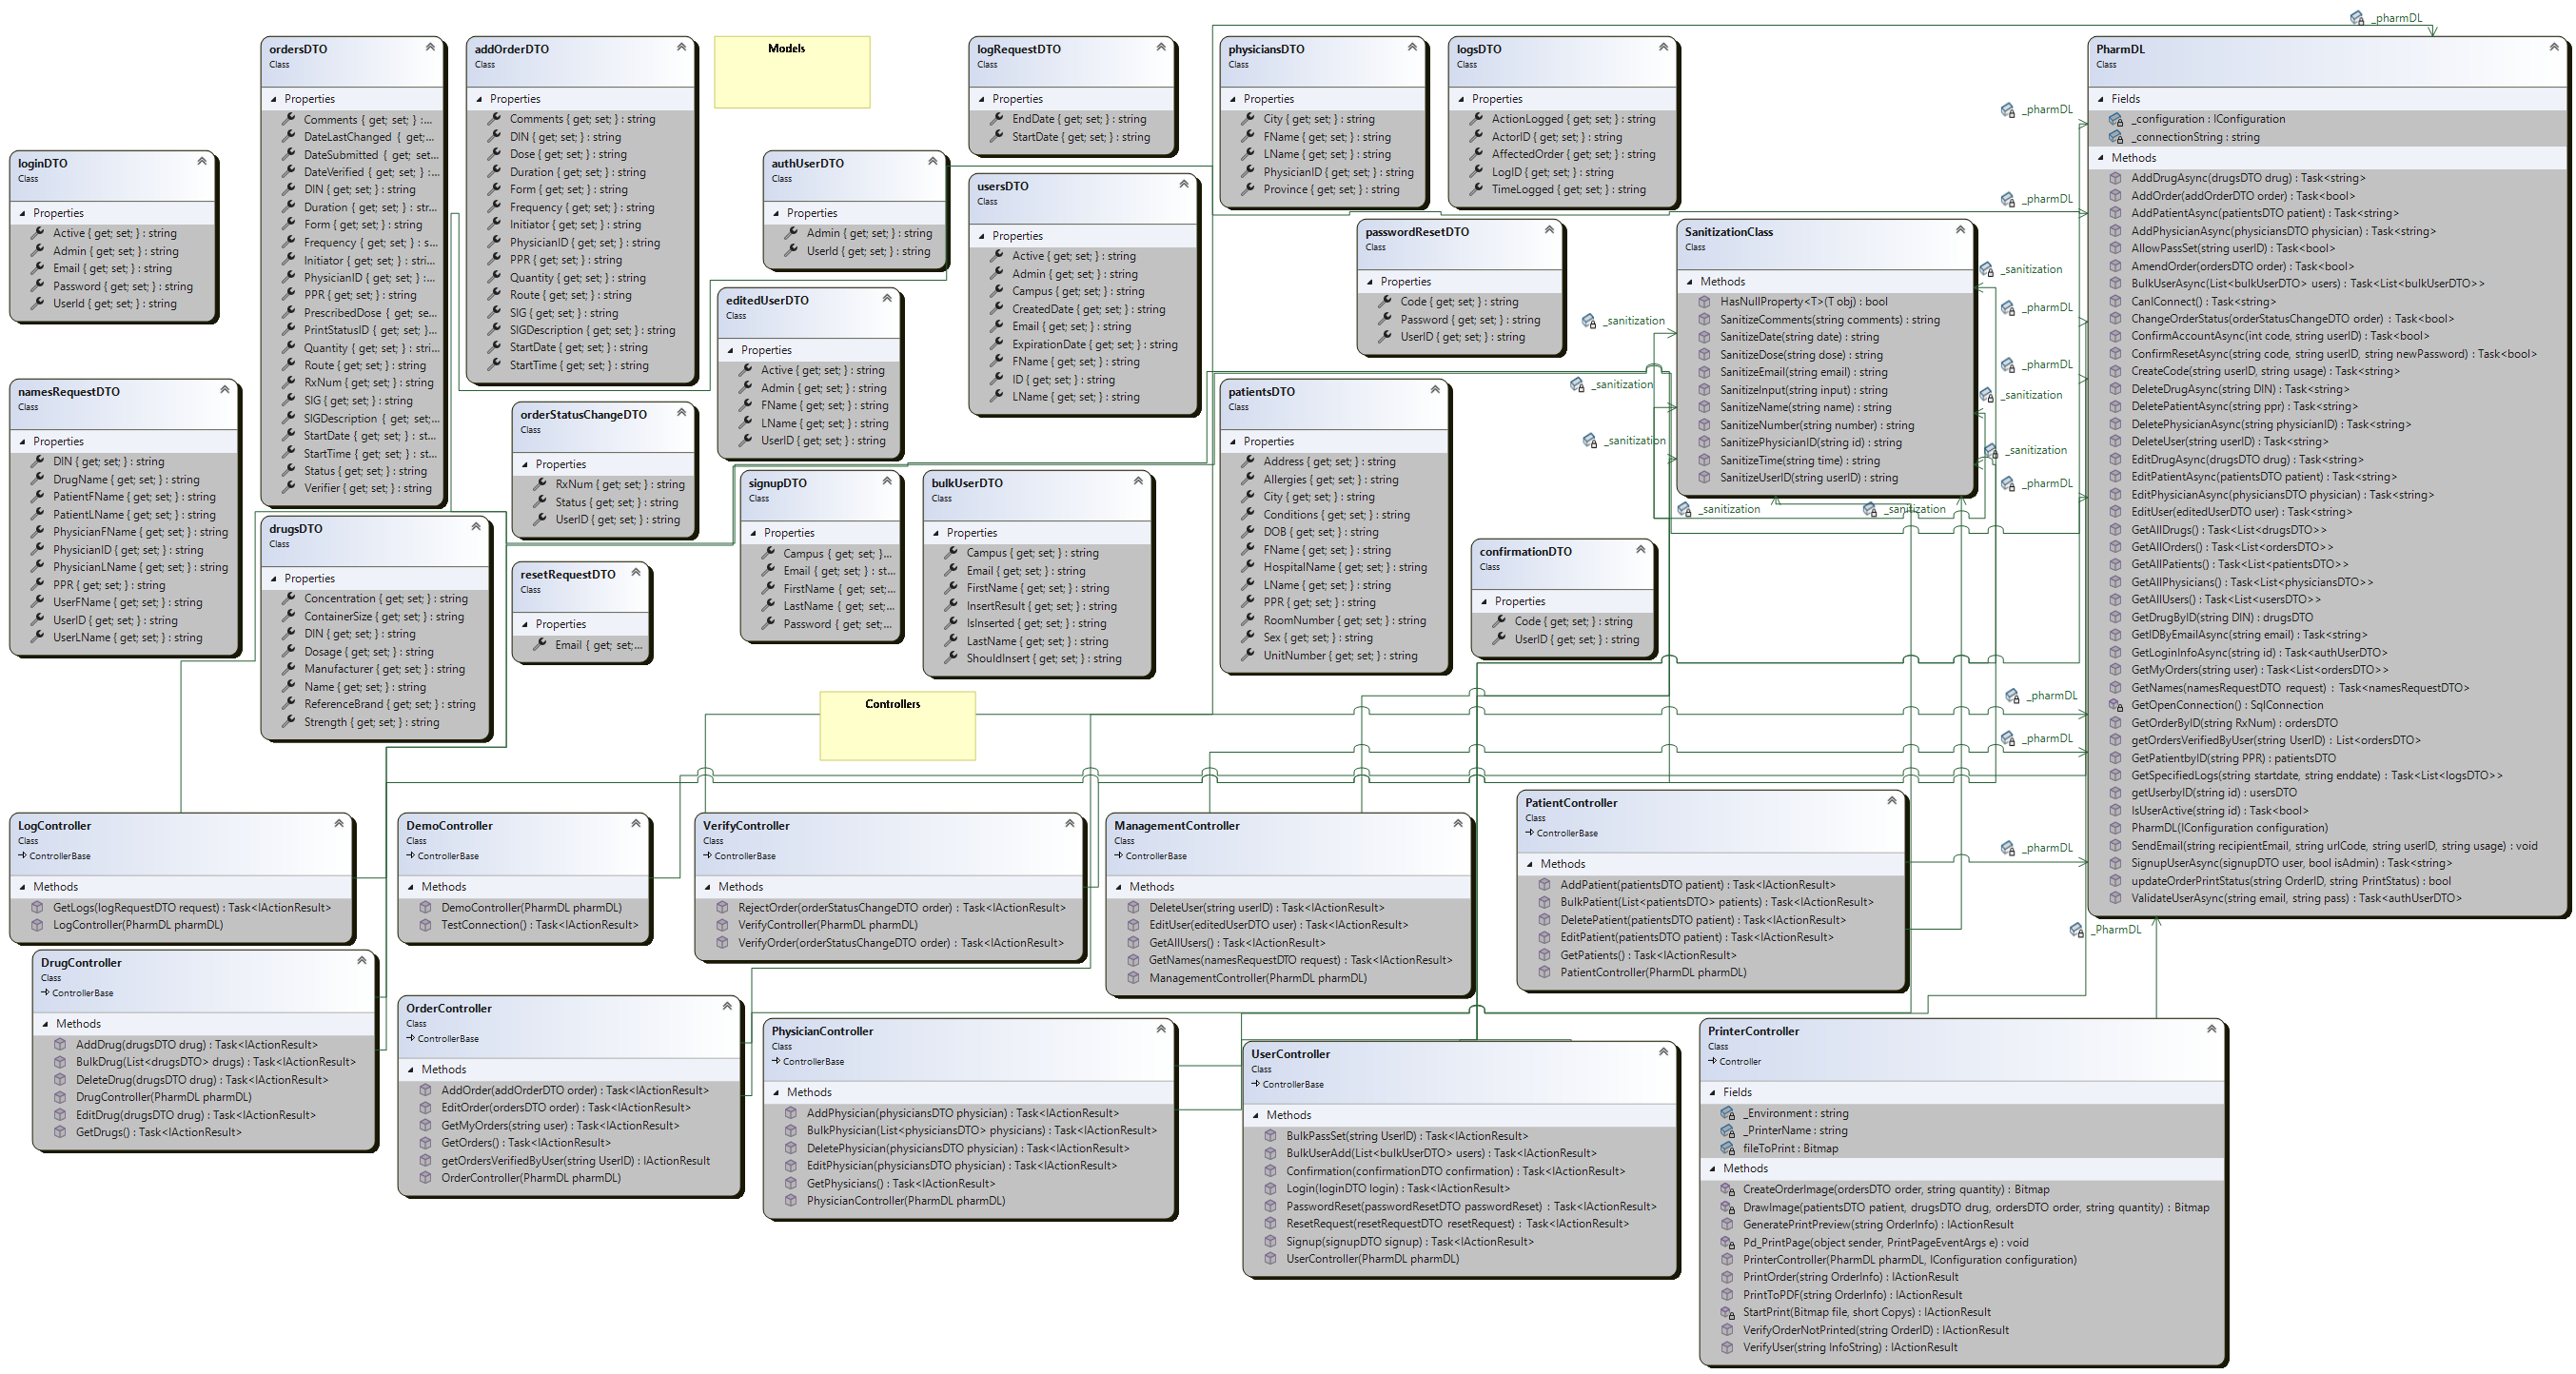 ordersDTO
Class
Properties
Comments { get; set; } :...
DateLastChanged { get;...
DateSubmitted { get; set...
DateVerified { get; set; } :...
DIN { get; set; } : string
Duration { get; set; } : str...
Form { get; set; } : string
Frequency { get; set; } : s...
Initiator { get; set; } : stri...
PhysicianID { get; set; } :...
PPR { get; set; } : string
PrescribedDose { get; se...
PrintStatusID { get; set; }...
Quantity { get; set; } : stri...
Route { get; set; } : string
RxNum { get; set; } : string
SIG { get; set; } : string
SIGDescription { get; set;...
StartDate { get; set; } : st...
StartTime { get; set; } : st...
Status { get; set; } : string
Verifier { get; set; } : string
addOrderDTO
Class
Properties
Comments { get; set; } : string
DIN { get; set; } : string
Dose { get; set; } : string
Duration { get; set; } : string
Form { get; set; } : string
Frequency { get; set; } : string
Initiator { get; set; } : string
PhysicianID { get; set; } : string
PPR { get; set; } : string
Quantity { get; set; } : string
Route { get; set; } : string
SIG { get; set; } : string
SIGDescription { get; set; } : string
StartDate { get; set; } : string
StartTime { get; set; } : string
Models
logRequestDTO
Class
Properties
EndDate { get; set; } : string
StartDate { get; set; } : string
physiciansDTO
Class
Properties
City { get; set; } : string
FName { get; set; } : string
LName { get; set; } : string
PhysicianID { get; set; } : string
Province { get; set; } : string
logsDTO
Class
Properties
ActionLogged { get; set; } : string
ActorID { get; set; } : string
AffectedOrder { get; set; } : string
LogID { get; set; } : string
TimeLogged { get; set; } : string
loginDTO
Class
Properties
Active { get; set; } : string
Admin { get; set; } : string
Email { get; set; } : string
Password { get; set; } : string
UserId { get; set; } : string
authUserDTO
Class
Properties
Admin { get; set; } : string
UserId { get; set; } : string
usersDTO
Class
Properties
Active { get; set; } : string
Admin { get; set; } : string
Campus { get; set; } : string
CreatedDate { get; set; } : string
Email { get; set; } : string
ExpirationDate { get; set; } : string
FName { get; set; } : string
ID { get; set; } : string
LName { get; set; } : string
passwordResetDTO
Class
Properties
Code { get; set; } : string
Password { get; set; } : string
UserID { get; set; } : string
SanitizationClass
Class
Methods
HasNullProperty<T>(T obj) : bool
SanitizeComments(string comments) : string
SanitizeDate(string date) : string
SanitizeDose(string dose) : string
SanitizeEmail(string email) : string
SanitizeInput(string input) : string
SanitizeName(string name) : string
SanitizeNumber(string number) : string
SanitizePhysicianID(string id) : string
SanitizeTime(string time) : string
SanitizeUserID(string userID) : string
_sanitization
_sanitization
_sanitization
_sanitization
_sanitization
_sanitization
_sanitization
_sanitization
editedUserDTO
Class
Properties
Active { get; set; } : string
Admin { get; set; } : string
FName { get; set; } : string
LName { get; set; } : string
UserID { get; set; } : string
namesRequestDTO
Class
Properties
DIN { get; set; } : string
DrugName { get; set; } : string
PatientFName { get; set; } : string
PatientLName { get; set; } : string
PhysicianFName { get; set; } : string
PhysicianID { get; set; } : string
PhysicianLName { get; set; } : string
PPR { get; set; } : string
UserFName { get; set; } : string
UserID { get; set; } : string
UserLName { get; set; } : string
orderStatusChangeDTO
Class
Properties
RxNum { get; set; } : string
Status { get; set; } : string
UserID { get; set; } : string
patientsDTO
Class
Properties
Address { get; set; } : string
Allergies { get; set; } : string
City { get; set; } : string
Conditions { get; set; } : string
DOB { get; set; } : string
FName { get; set; } : string
HospitalName { get; set; } : string
LName { get; set; } : string
PPR { get; set; } : string
RoomNumber { get; set; } : string
Sex { get; set; } : string
UnitNumber { get; set; } : string
signupDTO
Class
Properties
Campus { get; set; }...
Email { get; set; } : st...
FirstName { get; set;...
LastName { get; set;...
Password { get; set;...
bulkUserDTO
Class
Properties
Campus { get; set; } : string
Email { get; set; } : string
FirstName { get; set; } : string
InsertResult { get; set; } : string
IsInserted { get; set; } : string
LastName { get; set; } : string
ShouldInsert { get; set; } : string
drugsDTO
Class
Properties
Concentration { get; set; } : string
ContainerSize { get; set; } : string
DIN { get; set; } : string
Dosage { get; set; } : string
Manufacturer { get; set; } : string
Name { get; set; } : string
ReferenceBrand { get; set; } : string
Strength { get; set; } : string
resetRequestDTO
Class
Properties
Email { get; set;...
confirmationDTO
Class
Properties
Code { get; set; } : string
UserID { get; set; } : string
Controllers
_pharmDL
_pharmDL
_pharmDL
_pharmDL
_pharmDL
_pharmDL
_pharmDL
_pharmDL
_pharmDL
_PharmDL
PharmDL
Class
Fields
_configuration : IConfiguration
_connectionString : string
Methods
AddDrugAsync(drugsDTO drug) : Task<string>
AddOrder(addOrderDTO order) : Task<bool>
AddPatientAsync(patientsDTO patient) : Task<string>
AddPhysicianAsync(physiciansDTO physician) : Task<string>
AllowPassSet(string userID) : Task<bool>
AmendOrder(ordersDTO order) : Task<bool>
BulkUserAsync(List<bulkUserDTO> users) : Task<List<bulkUserDTO>>
CanIConnect() : Task<string>
ChangeOrderStatus(orderStatusChangeDTO order) : Task<bool>
ConfirmAccountAsync(int code, string userID) : Task<bool>
ConfirmResetAsync(string code, string userID, string newPassword) : Task<bool>
CreateCode(string userID, string usage) : Task<string>
DeleteDrugAsync(string DIN) : Task<string>
DeletePatientAsync(string ppr) : Task<string>
DeletePhysicianAsync(string physicianID) : Task<string>
DeleteUser(string userID) : Task<string>
EditDrugAsync(drugsDTO drug) : Task<string>
EditPatientAsync(patientsDTO patient) : Task<string>
EditPhysicianAsync(physiciansDTO physician) : Task<string>
EditUser(editedUserDTO user) : Task<string>
GetAllDrugs() : Task<List<drugsDTO>>
GetAllOrders() : Task<List<ordersDTO>>
GetAllPatients() : Task<List<patientsDTO>>
GetAllPhysicians() : Task<List<physiciansDTO>>
GetAllUsers() : Task<List<usersDTO>>
GetDrugByID(string DIN) : drugsDTO
GetIDByEmailAsync(string email) : Task<string>
GetLoginInfoAsync(string id) : Task<authUserDTO>
GetMyOrders(string user) : Task<List<ordersDTO>>
GetNames(namesRequestDTO request) : Task<namesRequestDTO>
GetOpenConnection() : SqlConnection
GetOrderByID(string RxNum) : ordersDTO
getOrdersVerifiedByUser(string UserID) : List<ordersDTO>
GetPatientbyID(string PPR) : patientsDTO
GetSpecifiedLogs(string startdate, string enddate) : Task<List<logsDTO>>
getUserbyID(string id) : usersDTO
IsUserActive(string id) : Task<bool>
PharmDL(IConfiguration configuration)
SendEmail(string recipientEmail, string urlCode, string userID, string usage) : void
SignupUserAsync(signupDTO user, bool isAdmin) : Task<string>
updateOrderPrintStatus(string OrderID, string PrintStatus) : bool
ValidateUserAsync(string email, string pass) : Task<authUserDTO>
LogController
Class
ControllerBase
Methods
GetLogs(logRequestDTO request) : Task<IActionResult>
LogController(PharmDL pharmDL)
DemoController
Class
ControllerBase
Methods
DemoController(PharmDL pharmDL)
TestConnection() : Task<IActionResult>
VerifyController
Class
ControllerBase
Methods
RejectOrder(orderStatusChangeDTO order) : Task<IActionResult>
VerifyController(PharmDL pharmDL)
VerifyOrder(orderStatusChangeDTO order) : Task<IActionResult>
ManagementController
Class
ControllerBase
Methods
DeleteUser(string userID) : Task<IActionResult>
EditUser(editedUserDTO user) : Task<IActionResult>
GetAllUsers() : Task<IActionResult>
GetNames(namesRequestDTO request) : Task<IActionResult>
ManagementController(PharmDL pharmDL)
PatientController
Class
ControllerBase
Methods
AddPatient(patientsDTO patient) : Task<IActionResult>
BulkPatient(List<patientsDTO> patients) : Task<IActionResult>
DeletePatient(patientsDTO patient) : Task<IActionResult>
EditPatient(patientsDTO patient) : Task<IActionResult>
GetPatients() : Task<IActionResult>
PatientController(PharmDL pharmDL)
DrugController
Class
ControllerBase
Methods
AddDrug(drugsDTO drug) : Task<IActionResult>
BulkDrug(List<drugsDTO> drugs) : Task<IActionResult>
DeleteDrug(drugsDTO drug) : Task<IActionResult>
DrugController(PharmDL pharmDL)
EditDrug(drugsDTO drug) : Task<IActionResult>
GetDrugs() : Task<IActionResult>
OrderController
Class
ControllerBase
Methods
AddOrder(addOrderDTO order) : Task<IActionResult>
EditOrder(ordersDTO order) : Task<IActionResult>
GetMyOrders(string user) : Task<IActionResult>
GetOrders() : Task<IActionResult>
getOrdersVerifiedByUser(string UserID) : IActionResult
OrderController(PharmDL pharmDL)
PhysicianController
Class
ControllerBase
Methods
AddPhysician(physiciansDTO physician) : Task<IActionResult>
BulkPhysician(List<physiciansDTO> physicians) : Task<IActionResult>
DeletePhysician(physiciansDTO physician) : Task<IActionResult>
EditPhysician(physiciansDTO physician) : Task<IActionResult>
GetPhysicians() : Task<IActionResult>
PhysicianController(PharmDL pharmDL)
UserController
Class
ControllerBase
Methods
BulkPassSet(string UserID) : Task<IActionResult>
BulkUserAdd(List<bulkUserDTO> users) : Task<IActionResult>
Confirmation(confirmationDTO confirmation) : Task<IActionResult>
Login(loginDTO login) : Task<IActionResult>
PasswordReset(passwordResetDTO passwordReset) : Task<IActionResult>
ResetRequest(resetRequestDTO resetRequest) : Task<IActionResult>
Signup(signupDTO signup) : Task<IActionResult>
UserController(PharmDL pharmDL)
PrinterController
Class
Controller
Fields
_Environment : string
_PrinterName : string
fileToPrint : Bitmap
Methods
CreateOrderImage(ordersDTO order, string quantity) : Bitmap
DrawImage(patientsDTO patient, drugsDTO drug, ordersDTO order, string quantity) : Bitmap
GeneratePrintPreview(string OrderInfo) : IActionResult
Pd_PrintPage(object sender, PrintPageEventArgs e) : void
PrinterController(PharmDL pharmDL, IConfiguration configuration)
PrintOrder(string OrderInfo) : IActionResult
PrintToPDF(string OrderInfo) : IActionResult
StartPrint(Bitmap file, short Copys) : IActionResult
VerifyOrderNotPrinted(string OrderID) : IActionResult
VerifyUser(string InfoString) : IActionResult